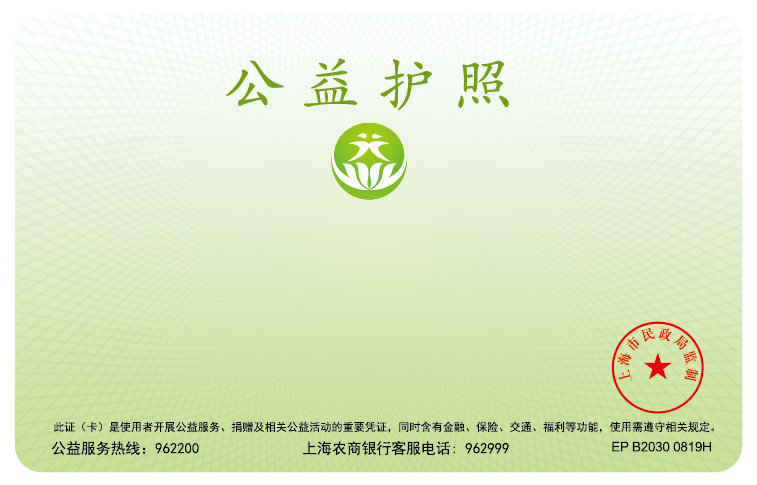 公益护照
上海市民政局监制
此证（卡）是使用者开展公益服务、捐赠及相关公益活动的重要凭证，同时含有金融、保险、交通、福利等功能，使用需遵守相关规定。
公益服务热线：962200 上海农商银行客服电话：962999 EP B2030 0819H